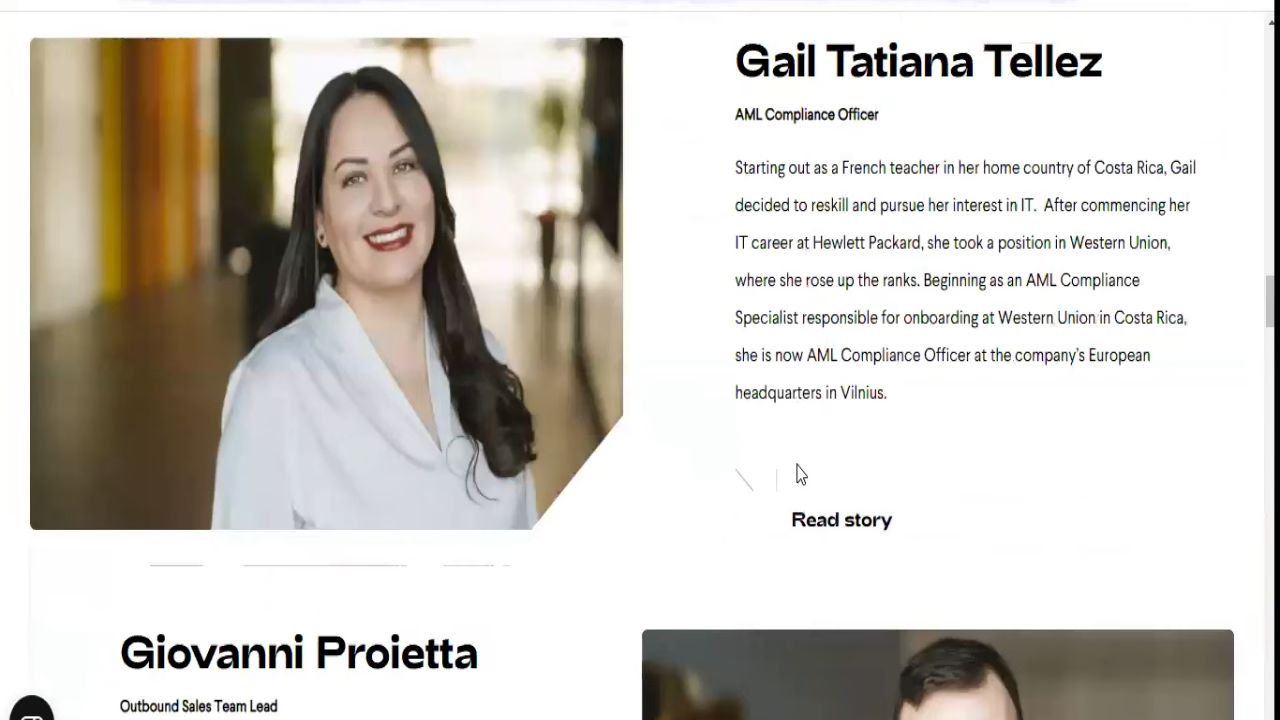 Gail Tatiana Tellez
AML Compliance Officer
Starting out as a French teacher in her home country of Costa Rica, Gail
decided to reskill and pursue her interest in IT.  After commencing her
IT career at Hewlett Packard, she took a position in Western Union,
where she rose up the ranks. Beginning as an AML Compliance
Specialist responsible for onboarding at Western Union in Costa Rica,
she is now AML Compliance Officer at the company's European
headquarters in Vilnius.
Read story
Giovanni Proietta
Outbound Sales Team Lead